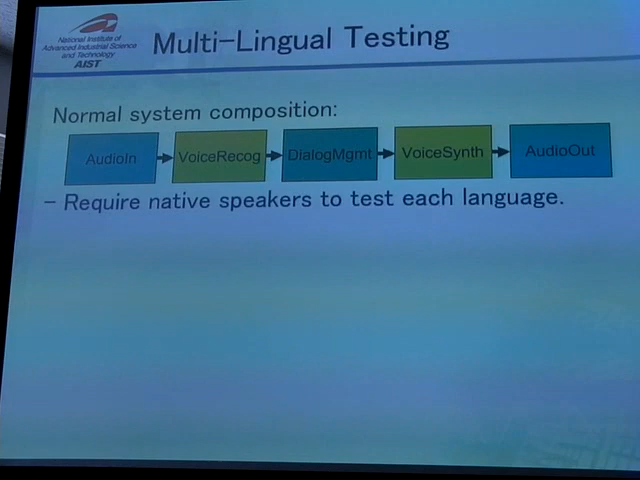 National Institute of
Advanced Industrial Science
and Technology
AIST
Multi-Lingual Testing
Normal system composition:
AudioIn
VoiceRecog
DialogMgmt
VoiceSynth
AudioOut
- Require native speakers to test each language.